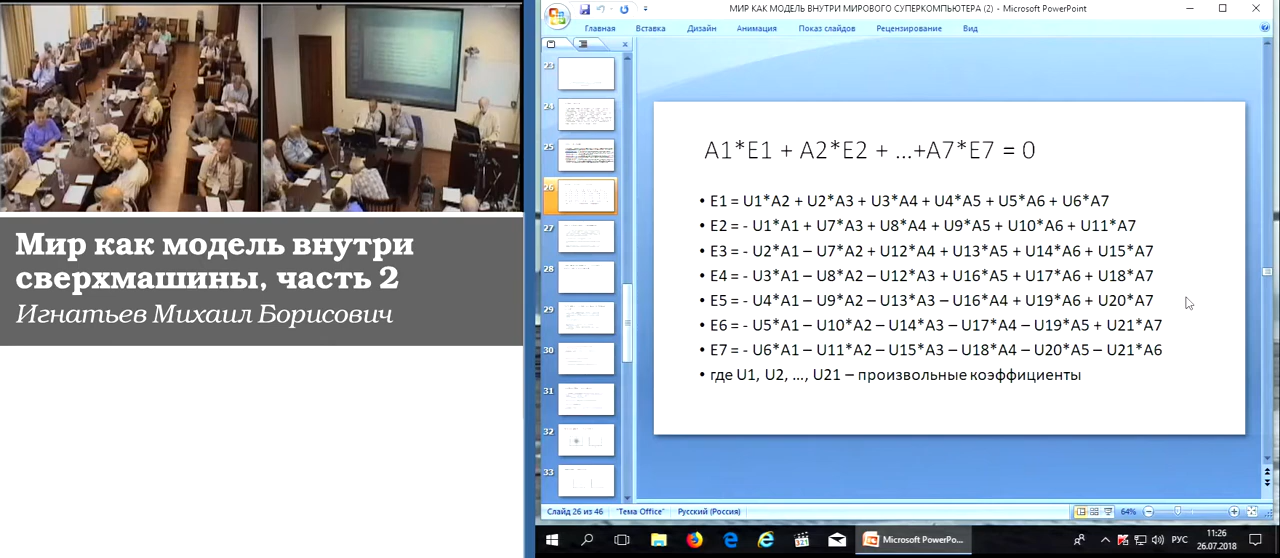 Мир как модель внутри
сверхмашины, часть 2
Игнатьев Михаил Борисович
МИР КАК МОДЕЛЬ ВНУТРИ МИРОВОГО СУПЕРКОМПЬЮТЕРА (2) - Microsoft PowerPoint
Главная Вставка Дизайн Анимация Показ слайдов Рецензирование Вид
23
24
25
26
27
28
29
30
31
32
33
A1*E1 + A2*E2 + ...+A7*E7 = 0
• E1 = U1*A2 + U2*A3 + U3*A4 + U4*A5 + U5*A6 + U6*A7
• E2 = - U1*A1 + U7*A3 + U8*A4 + U9*A5 + U10*A6 + U11*A7
• E3 = - U2*A1 – U7*A2 + U12*A4 + U13*A5 + U14*A6 + U15*A7
• E4 = - U3*A1 – U8*A2 – U12*A3 + U16*A5 + U17*A6 + U18*A7
• E5 = - U4*A1 – U9*A2 – U13*A3 – U16*A4 + U19*A6 + U20*A7
• E6 = - U5*A1 – U10*A2 – U14*A3 – U17*A4 – U19*A5 + U21*A7
• E7 = - U6*A1 – U11*A2 – U15*A3 – U18*A4 – U20*A5 – U21*A6
• где U1, U2, ..., U21 – произвольные коэффициенты
Слайд 26 из 46 "Тема Office" Русский (Россия) 64%
Microsoft PowerPo... РУС 11:26
26.07.2018